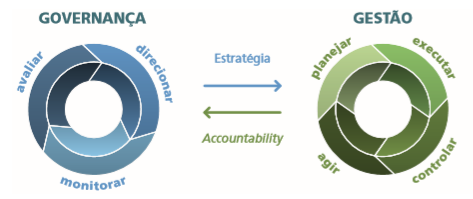 GOVERNANÇA
GESTÃO
avaliar
direcionar
monitorar
Estratégia
Accountability
planejar
executar
controlar
agir